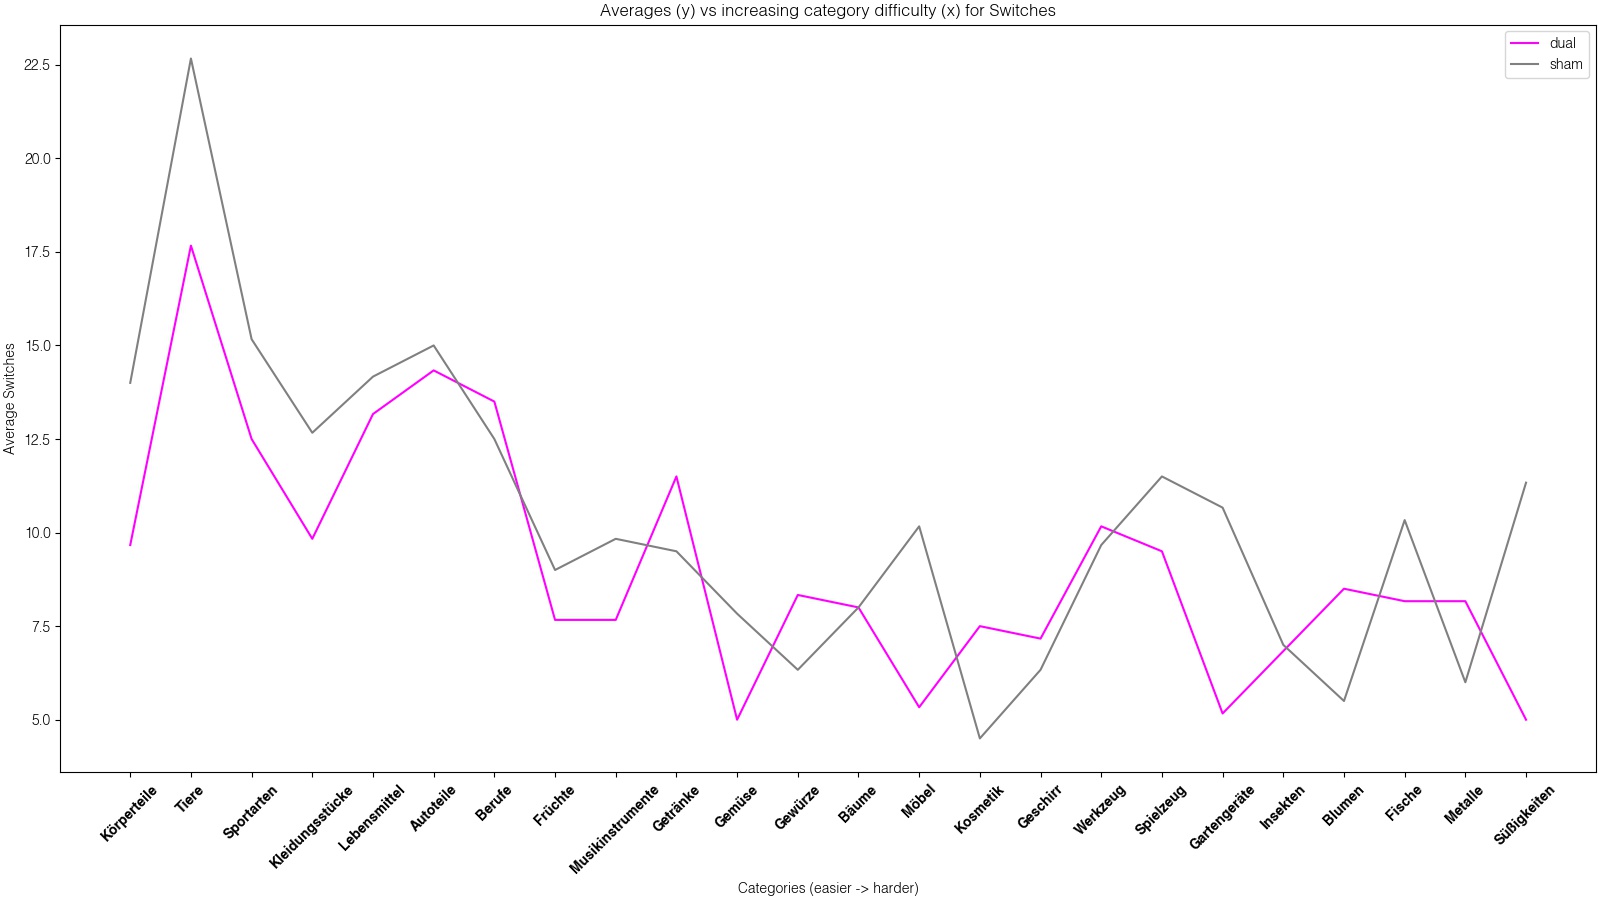 Averages (y) vs increasing category difficulty (x) for Switches
dual
sham
22.5
20.0
17.5
15.0
12.5
10.0
7.5
5.0
Average Switches
Körperteile
Tiere
Sportarten
Kleidungsstücke
Lebensmittel
Autoteile
Berufe
Früchte
Musikinstrumente
Getränke
Gemüse
Gewürze
Bäume
Möbel
Kosmetik
Geschirr
Werkzeug
Spielzeug
Gartengeräte
Insekten
Blumen
Fische
Metalle
Süßigkeiten
Categories (easier -> harder)